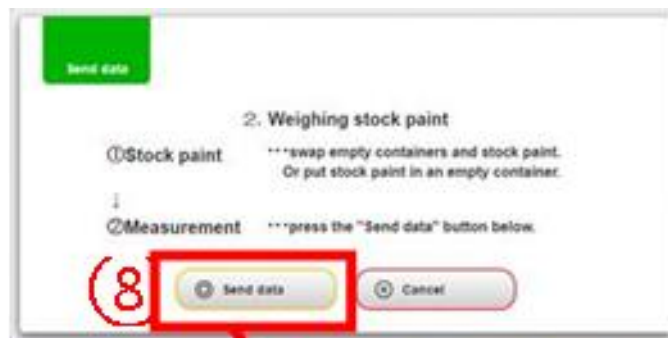 Send data
2. Weighing stock paint
①Stock paint …swap empty containers and stock paint.
Or put stock paint in an empty container.
↓
②Measurement …press the "Send data" button below.
(8) Send data Cancel